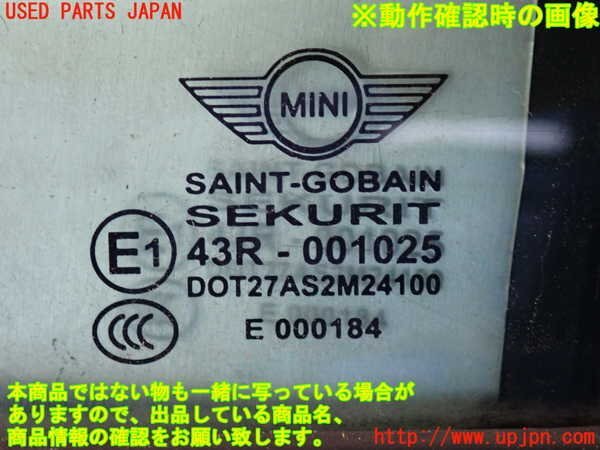 USED PARTS JAPAN
※動作確認時の画像
MINI
SAINT-GOBAIN
SEKURIT
E1
43R - 001025
DOT27AS2M24100
CCC
E 000184
本商品ではない物も一緒に写っている場合が
ありますので、出品している商品名、
商品情報の確認をお願い致します。
http://www.upjpn.com/